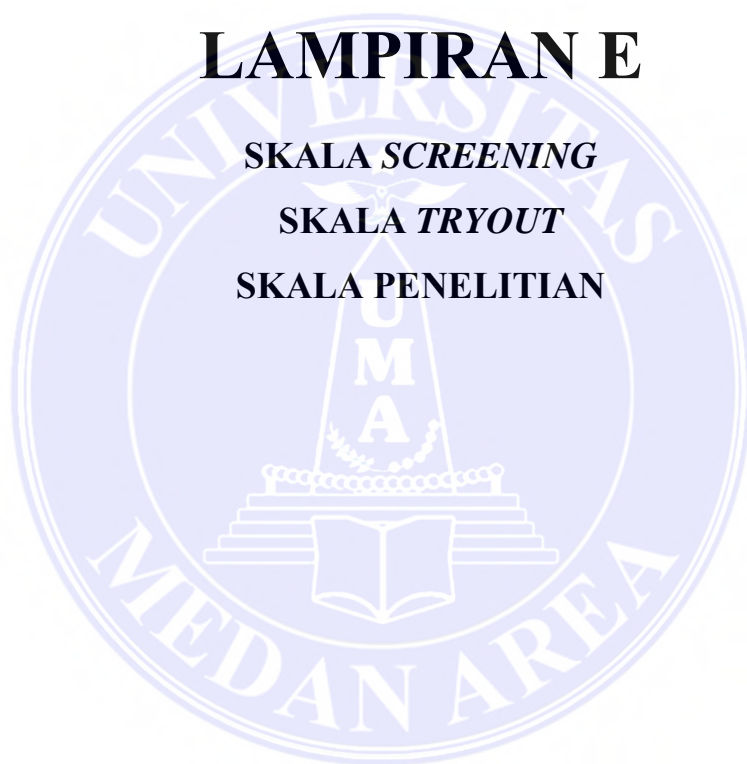 LAMPIRAN E
SKALA SCREENING
SKALA TRYOUT
SKALA PENELITIAN
UNIVERSITAS
UMA
MEDAN AREA